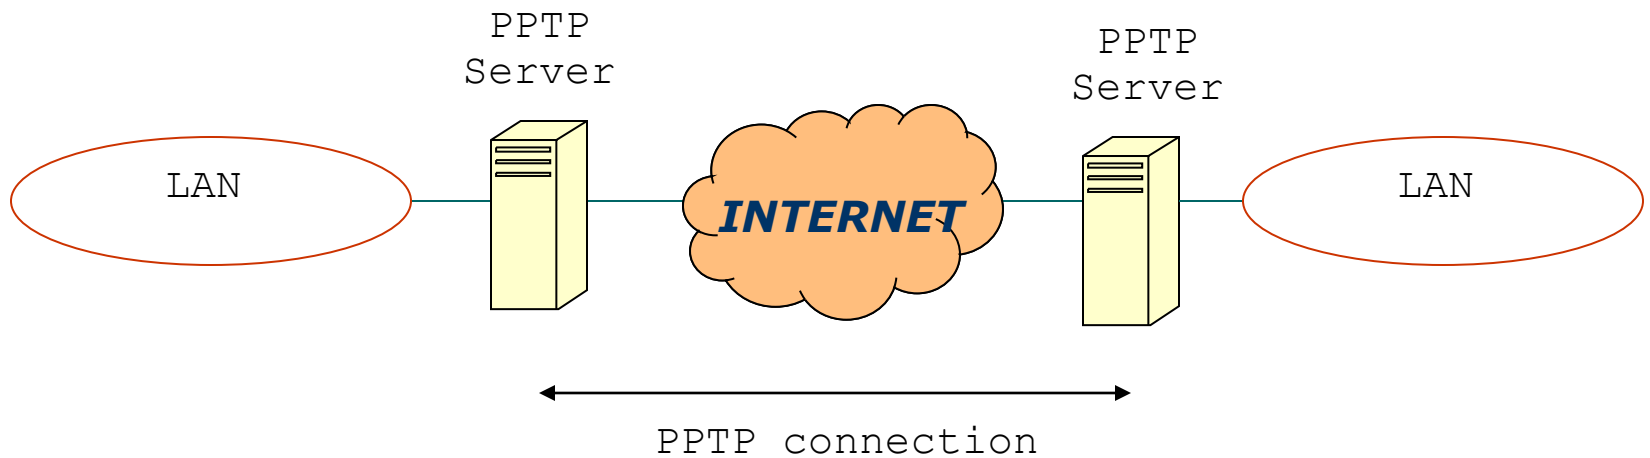 PPTP
Server
PPTP
Server
LAN
INTERNET
LAN
PPTP connection